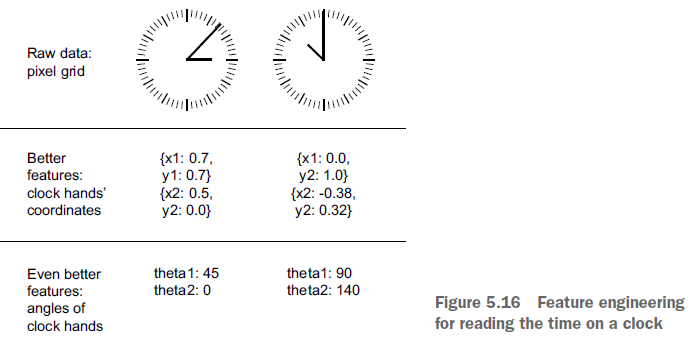 Raw data:
pixel grid
Better
features:
clock hands’
coordinates
{x1: 0.7,
y1: 0.7}
{x2: 0.5,
y2: 0.0}
{x1: 0.0,
y2: 1.0}
{x2: -0.38,
y2: 0.32}
Even better
features:
angles of
clock hands
theta1: 45
theta2: 0
theta1: 90
theta2: 140
Figure 5.16 Feature engineering
for reading the time on a clock